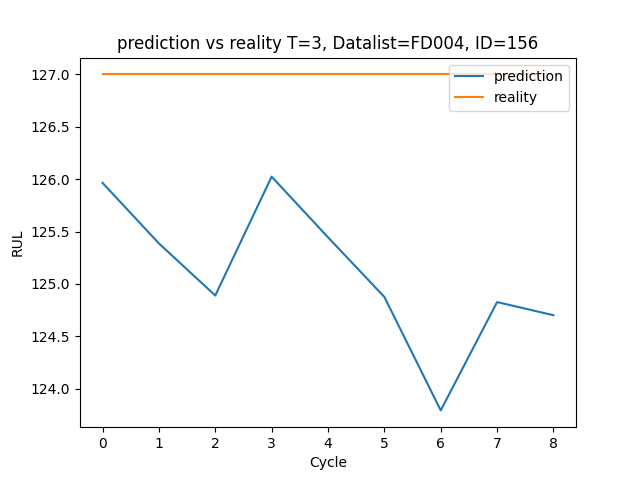 prediction vs reality T=3, Datalist=FD004, ID=156
127.0
126.5
126.0
125.5
125.0
124.5
124.0
RUL
prediction
reality
0 1 2 3 4 5 6 7 8
Cycle